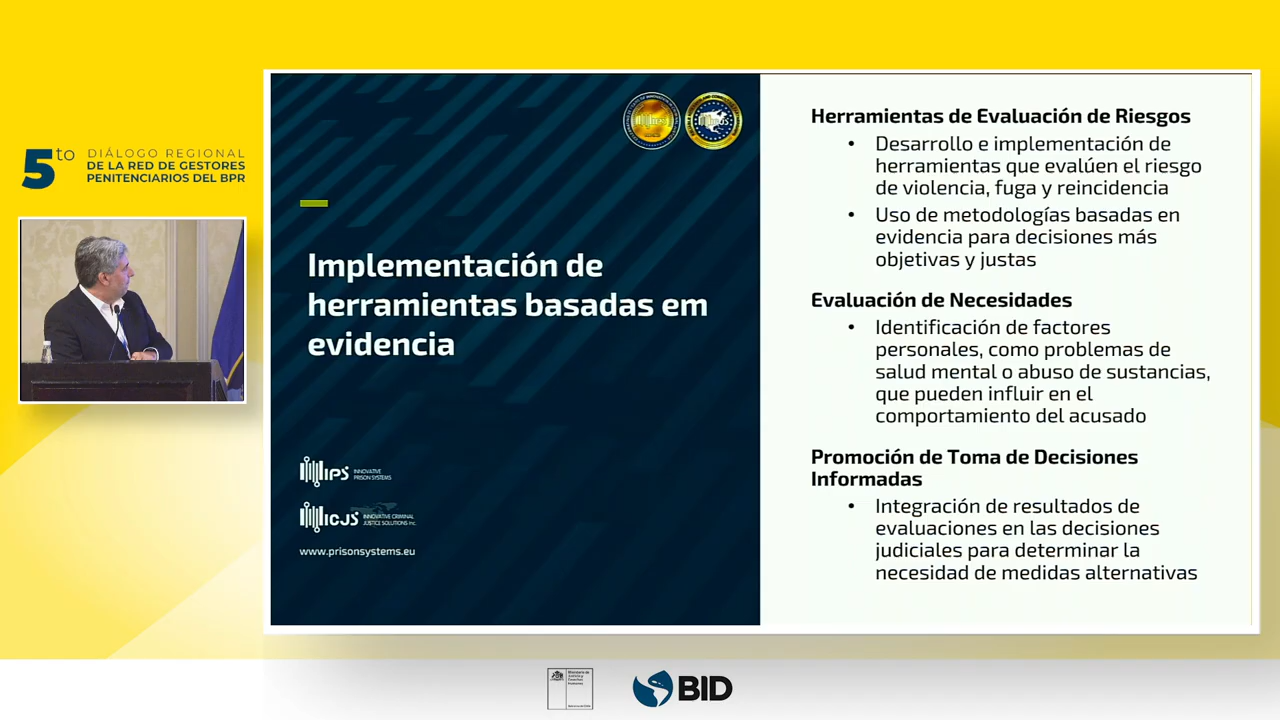 5to DIÁLOGO REGIONAL
DE LA RED DE GESTORES
PENITENCIARIOS DEL BPR
Implementación de
herramientas basadas em
evidencia
IPS INNOVATIVE
PRISON SYSTEMS
ICJS INNOVATIVE CRIMINAL
JUSTICE SOLUTIONS Inc.
www.prisonsystems.eu
Herramientas de Evaluación de Riesgos
• Desarrollo e implementación de
herramientas que evalúen el riesgo
de violencia, fuga y reincidencia
• Uso de metodologías basadas en
evidencia para decisiones más
objetivas y justas
Evaluación de Necesidades
• Identificación de factores
personales, como problemas de
salud mental o abuso de sustancias,
que pueden influir en el
comportamiento del acusado
Promoción de Toma de Decisiones
Informadas
• Integración de resultados de
evaluaciones en las decisiones
judiciales para determinar la
necesidad de medidas alternativas
Ministerio de
Justicia y
Derechos
Humanos
BID